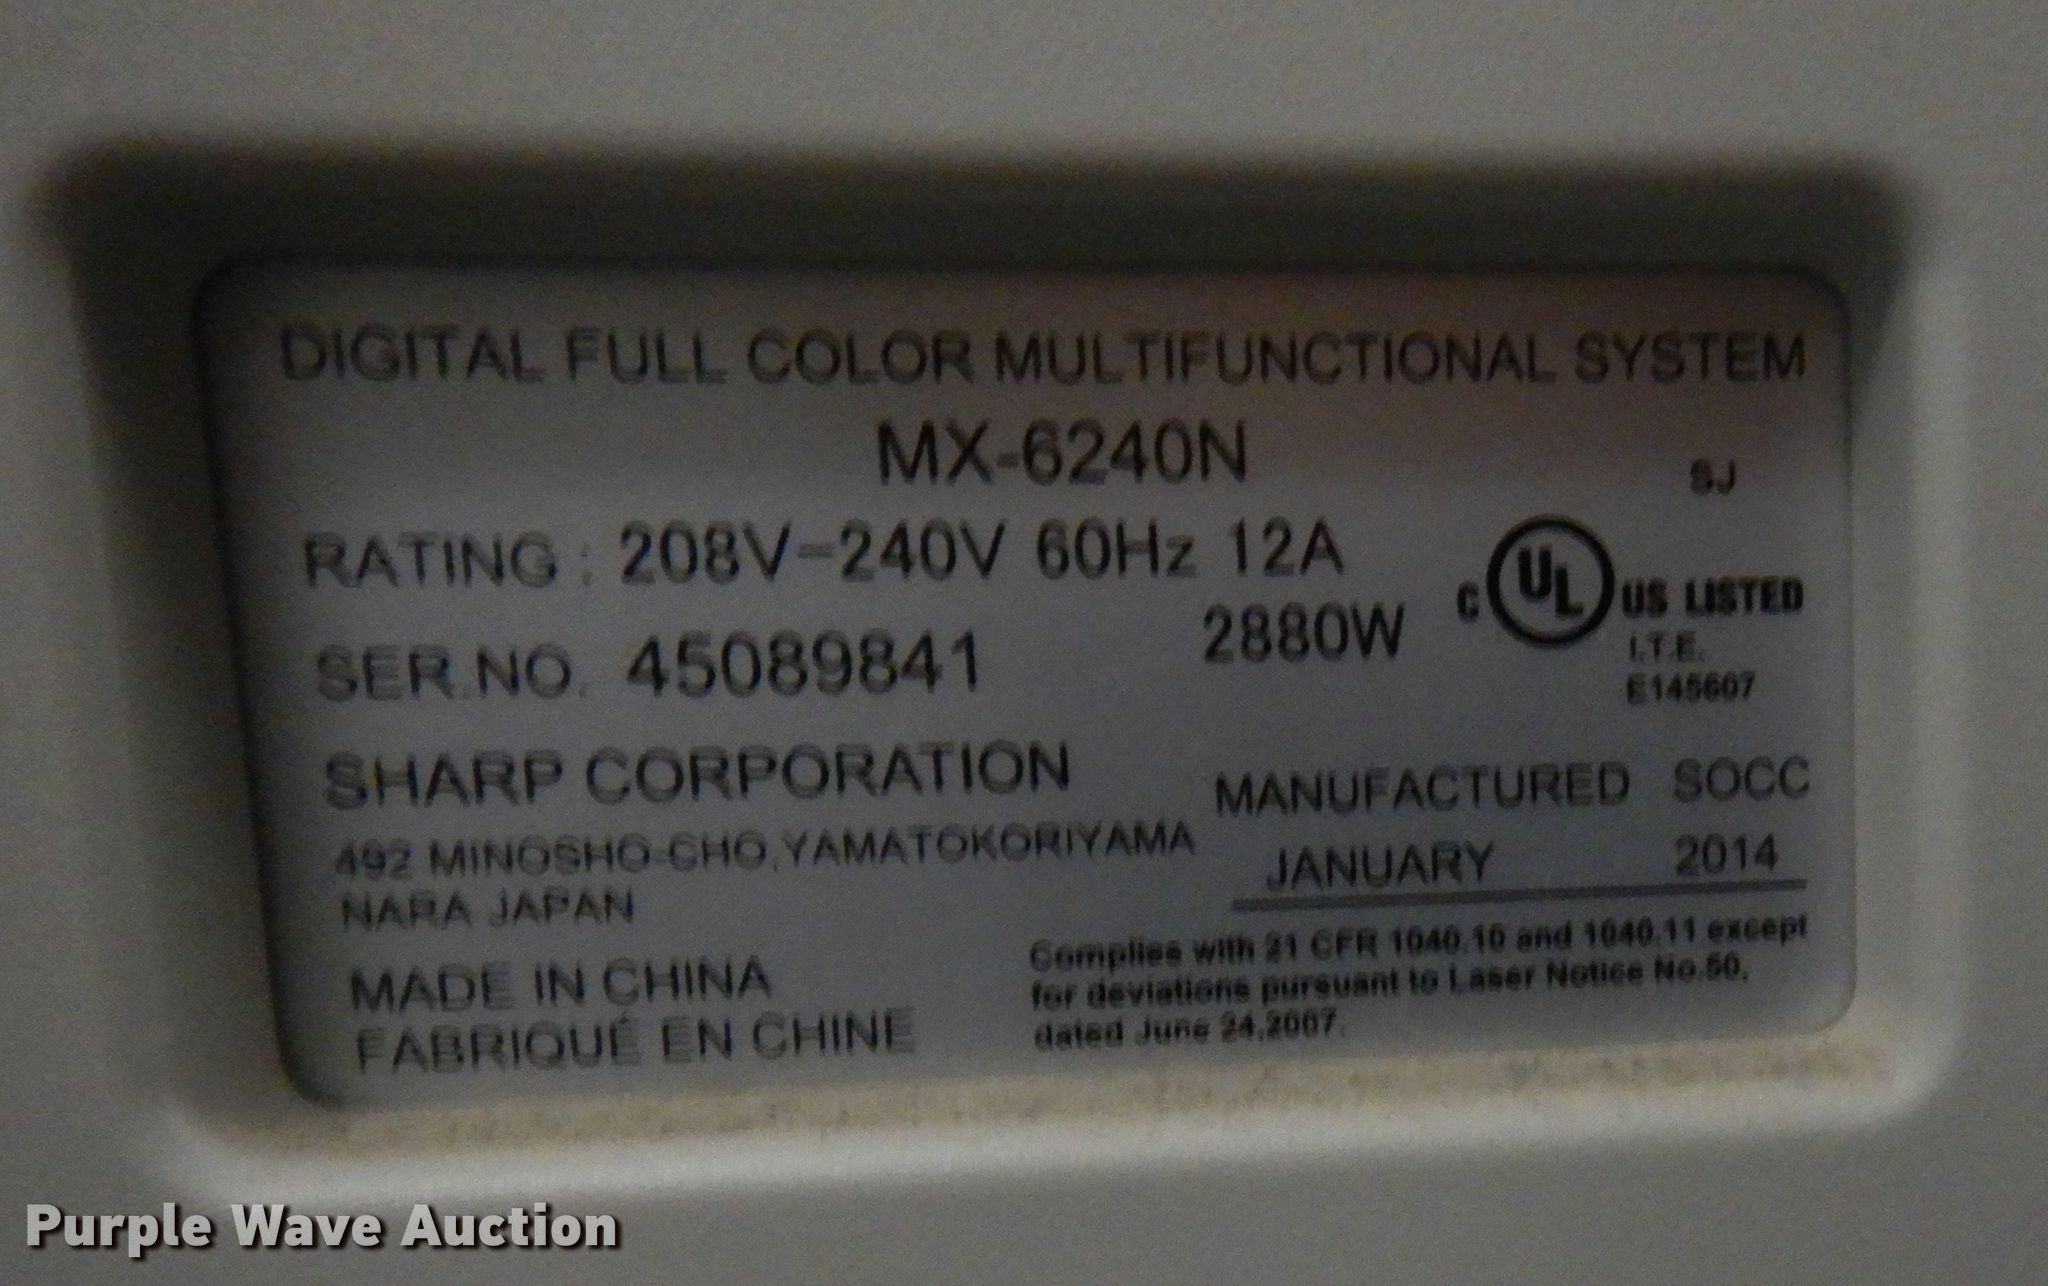 DIGITAL FULL COLOR MULTIFUNCTIONAL SYSTEM
MX-6240N
SJ
RATING : 208V-240V 60Hz 12A
2880W
C UL US LISTED
I.T.E.
E145607
SER.NO. 45089841
SHARP CORPORATION
492 MINOSHO-CHO, YAMATOKORIYAMA
NARA JAPAN
MANUFACTURED SOCC
JANUARY 2014
MADE IN CHINA
FABRIQUÉ EN CHINE
Complies with 21 CFR 1040.10 and 1040.11 except
for deviations pursuant to Laser Notice No.50,
dated June 24,2007.
Purple Wave Auction